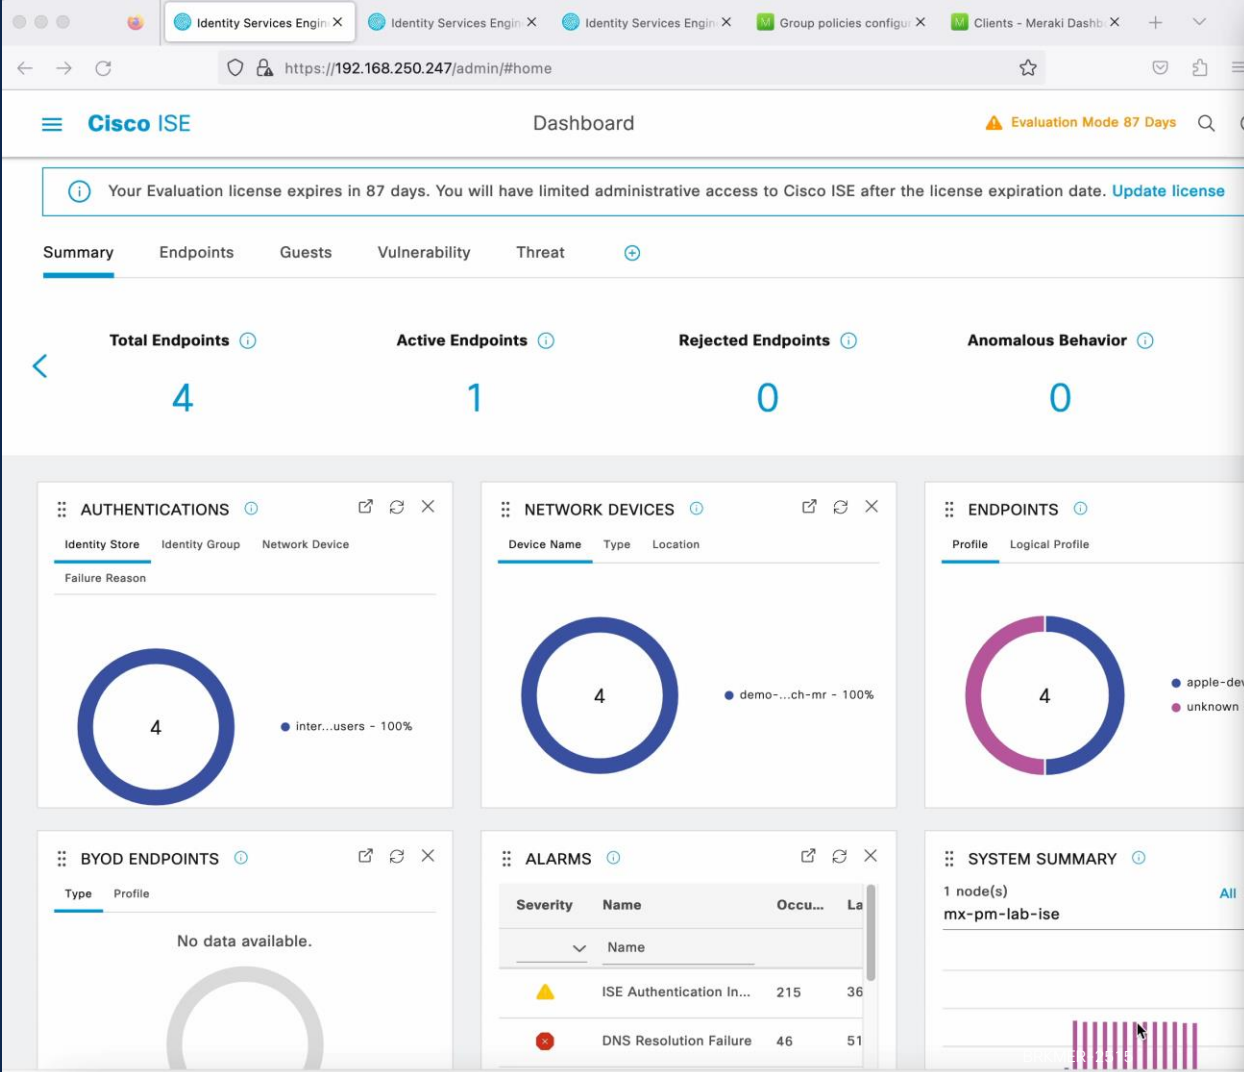 Identity Services Engin
Identity Services Engin
Identity Services Engin
Group policies configur
Clients - Meraki Dashb
https://192.168.250.247/admin/#home
Cisco ISE
Dashboard
Evaluation Mode 87 Days
Your Evaluation license expires in 87 days. You will have limited administrative access to Cisco ISE after the license expiration date. Update license
Summary
Endpoints
Guests
Vulnerability
Threat
Total Endpoints
Active Endpoints
Rejected Endpoints
Anomalous Behavior
4
1
0
0
AUTHENTICATIONS
Identity Store
Identity Group
Network Device
Failure Reason
4
inter...users - 100%
NETWORK DEVICES
Device Name
Type
Location
4
demo-...ch-mr - 100%
ENDPOINTS
Profile
Logical Profile
4
apple-dev
unknown
BYOD ENDPOINTS
Type
Profile
No data available.
ALARMS
Severity
Name
Occu...
La
Name
ISE Authentication In...
215
36
DNS Resolution Failure
46
51
SYSTEM SUMMARY
1 node(s)
All
mx-pm-lab-ise